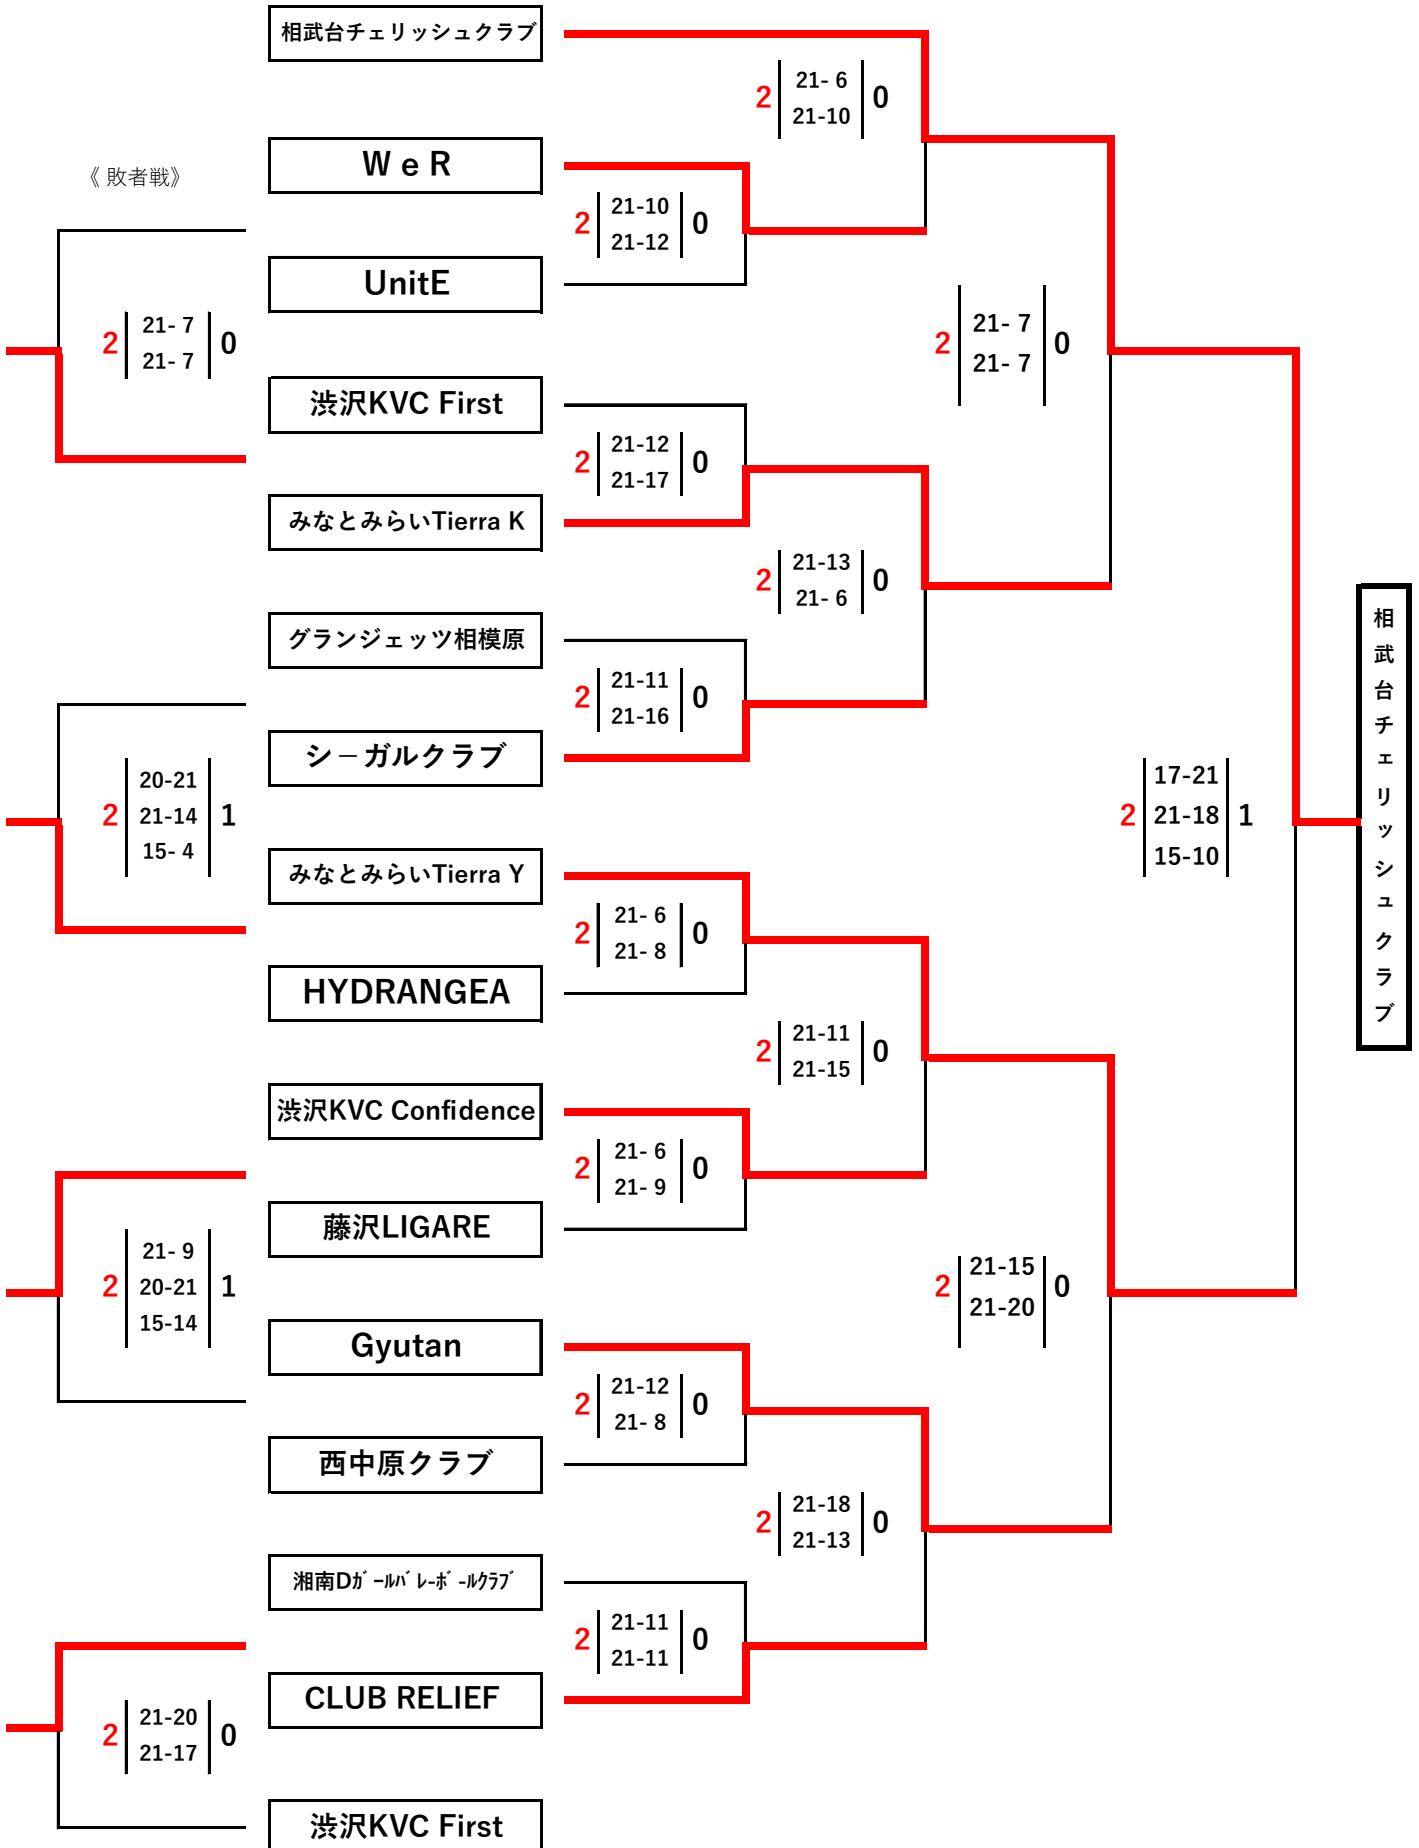 相武台チェリッシュクラブ
2 21- 6 0
21-10
《 敗者戦》
W e R
2 21-10 0
21-12
UnitE
2 21- 7 0
21- 7
2 21- 7 0
21- 7
渋沢KVC First
2 21-12 0
21-17
みなとみらいTierra K
2 21-13 0
21- 6
グランジェッツ相模原
2 21-11 0
21-16
シ－ガルクラブ
20-21
2 21-14 1
15- 4
17-21
2 21-18 1
15-10
相武台チェリッシュクラブ
みなとみらいTierra Y
2 21- 6 0
21- 8
HYDRANGEA
2 21-11 0
21-15
渋沢KVC Confidence
2 21- 6 0
21- 9
藤沢LIGARE
21- 9
2 20-21 1
15-14
2 21-15 0
21-20
Gyutan
2 21-12 0
21- 8
西中原クラブ
2 21-18 0
21-13
湘南Dｶﾞｰﾙﾊﾞﾚｰﾎﾞｰﾙｸﾗﾌﾞ
2 21-11 0
21-11
CLUB RELIEF
2 21-20 0
21-17
渋沢KVC First